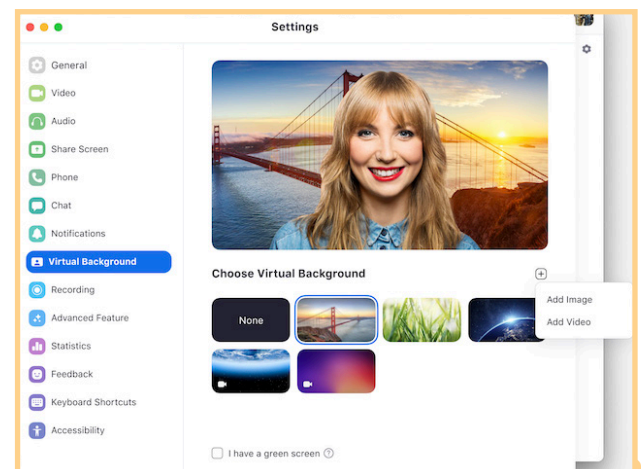 Settings
General
Video
Audio
Share Screen
Phone
Chat
Notifications
Virtual Background
Recording
Advanced Feature
Statistics
Feedback
Keyboard Shortcuts
Accessibility
Choose Virtual Background
Add Image
Add Video
None
I have a green screen ?